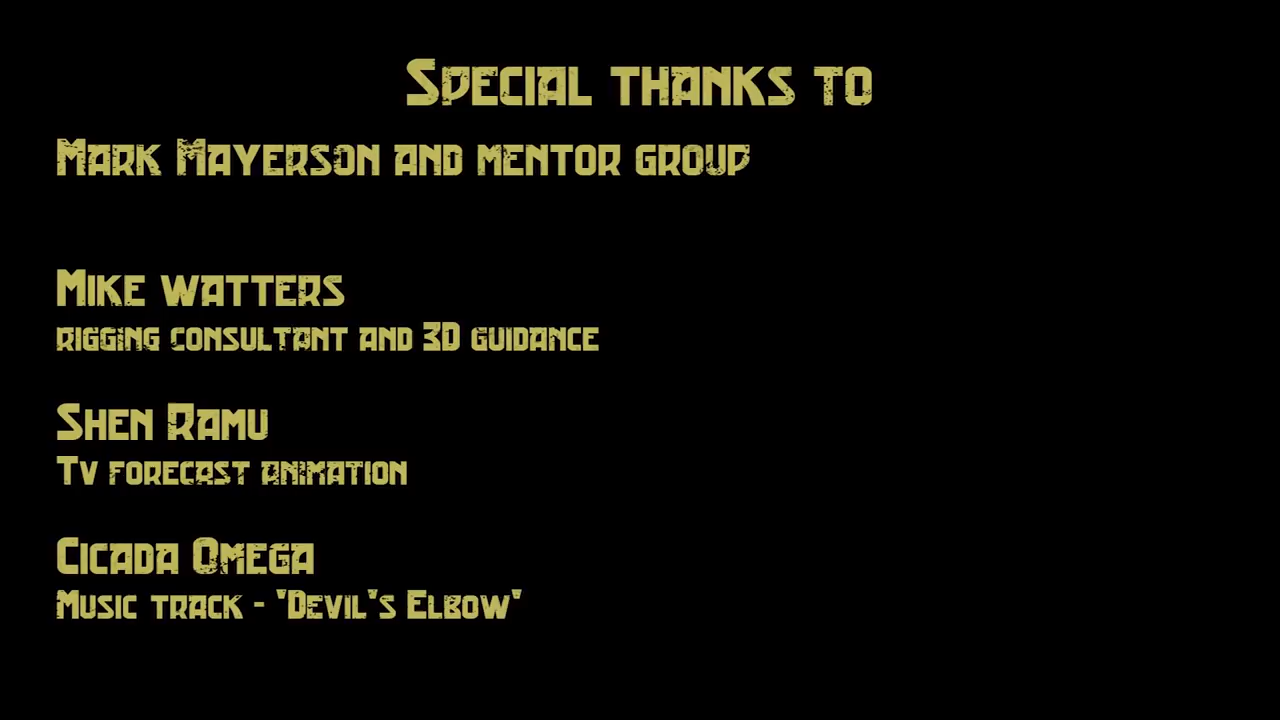 Special thanks to
Mark Mayerson and mentor group
Mike watters
rigging consultant and 3D guidance
Shen Ramu
Tv forecast animation
Cicada Omega
Music track - 'Devil's Elbow'